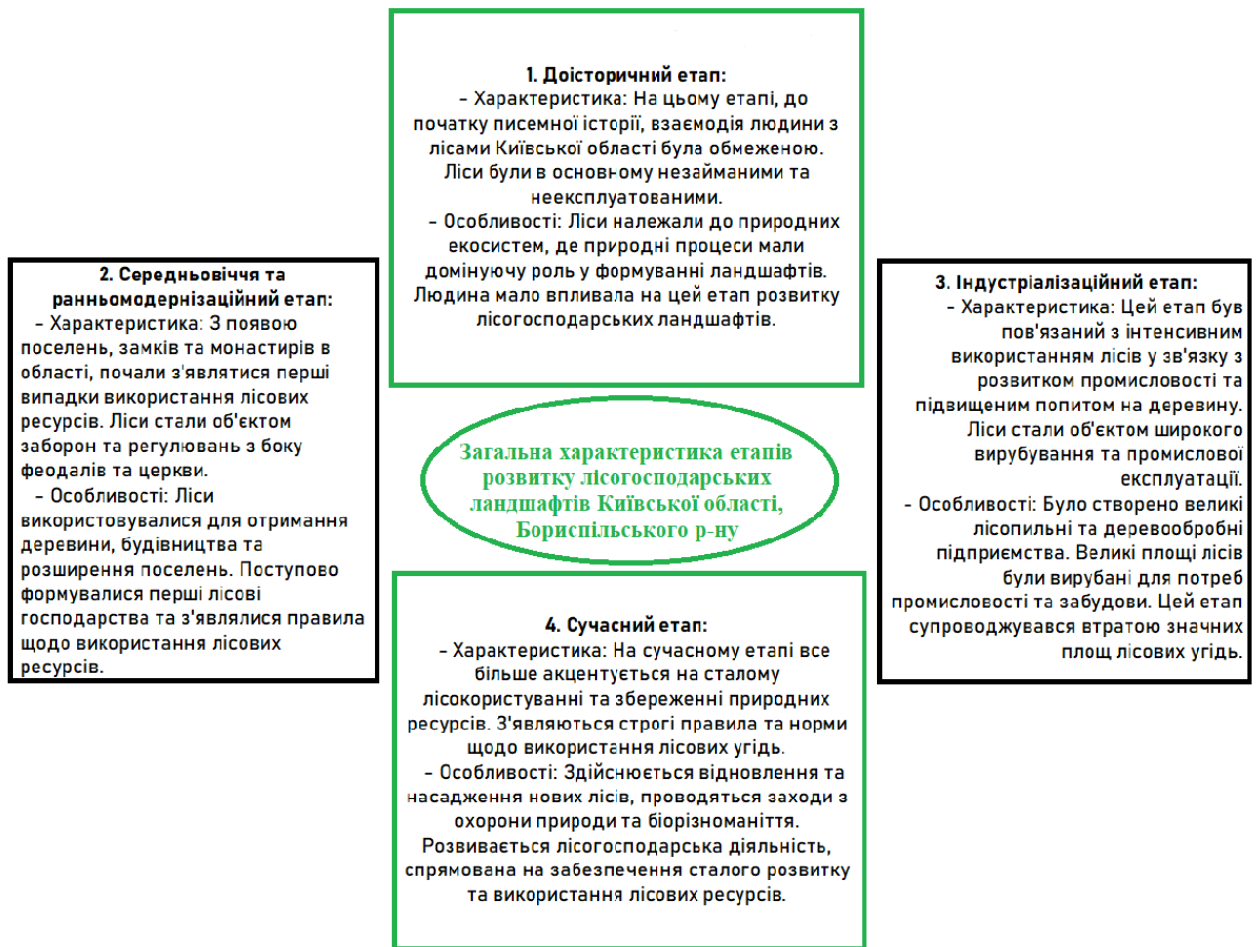 1. Доісторичний етап:
- Характеристика: На цьому етапі, до
початку писемної історії, взаємодія людини з
лісами Київської області була обмеженою.
Ліси були в основному незайманими та
неексплуатованими.
- Особливості: Ліси належали до природних
екосистем, де природні процеси мали
домінуючу роль у формуванні ландшафтів.
Людина мало впливала на цей етап розвитку
лісогосподарських ландшафтів.
2. Середньовіччя та
ранньомодернізаційний етап:
- Характеристика: З появою
поселень, замків та монастирів в
області, почали з'являтися перші
випадки використання лісових
ресурсів. Ліси стали об'єктом
заборон та регулювань з боку
феодалів та церкви.
- Особливості: Ліси
використовувалися для отримання
деревини, будівництва та
розширення поселень. Поступово
формувалися перші лісові
господарства та з'являлися правила
щодо використання лісових
ресурсів.
Загальна характеристика етапів
розвитку лісогосподарських
ландшафтів Київської області,
Бориспільського р-ну
3. Індустріалізаційний етап:
- Характеристика: Цей етап був
пов'язаний з інтенсивним
використанням лісів у зв'язку з
розвитком промисловості та
підвищеним попитом на деревину.
Ліси стали об'єктом широкого
вирубування та промислової
експлуатації.
- Особливості: Було створено великі
лісопильні та деревообробні
підприємства. Великі площі лісів
були вирубані для потреб
промисловості та забудови. Цей етап
супроводжувався втратою значних
площ лісових угідь.
4. Сучасний етап:
- Характеристика: На сучасному етапі все
більше акцентується на сталому
лісокористуванні та збереженні природних
ресурсів. З'являються строгі правила та норми
щодо використання лісових угідь.
- Особливості: Здійснюється відновлення та
насадження нових лісів, проводяться заходи з
охорони природи та біорізноманіття.
Розвивається лісогосподарська діяльність,
спрямована на забезпечення сталого розвитку
та використання лісових ресурсів.